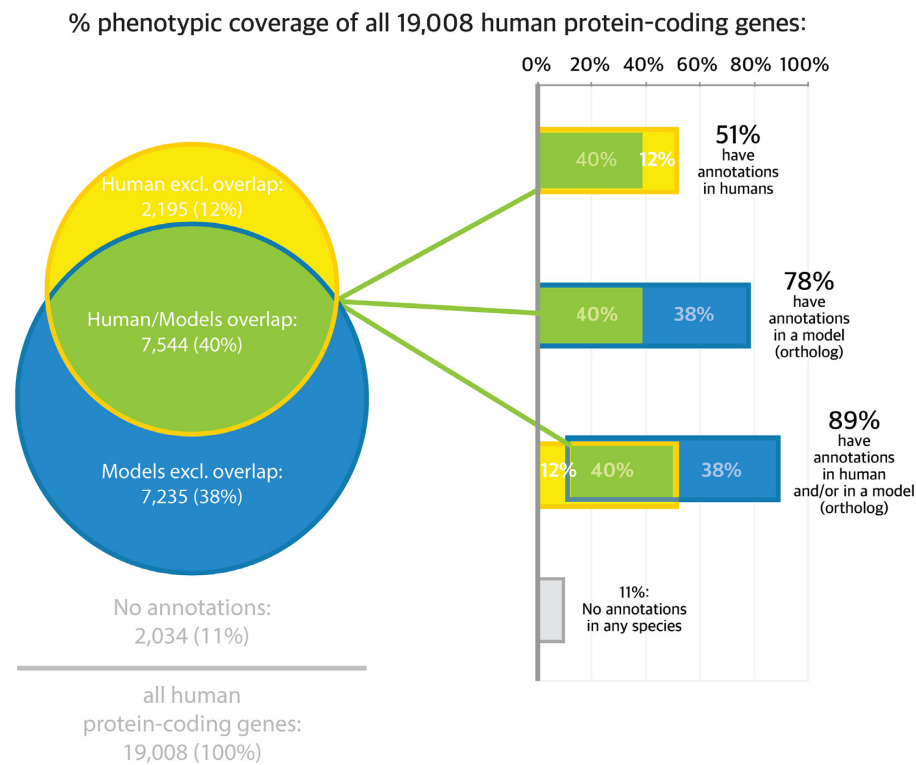 % phenotypic coverage of all 19,008 human protein-coding genes:
0% 20% 40% 60% 80% 100%
Human excl. overlap:
2,195 (12%)
Human/Models overlap:
7,544 (40%)
Models excl. overlap:
7,235 (38%)
No annotations:
2,034 (11%)
all human
protein-coding genes:
19,008 (100%)
40% 12%
51%
have
annotations
in humans
40% 38%
78%
have
annotations
in a model
(ortholog)
12% 40% 38%
89%
have
annotations
in human
and/or in a model
(ortholog)
11%:
No annotations
in any species